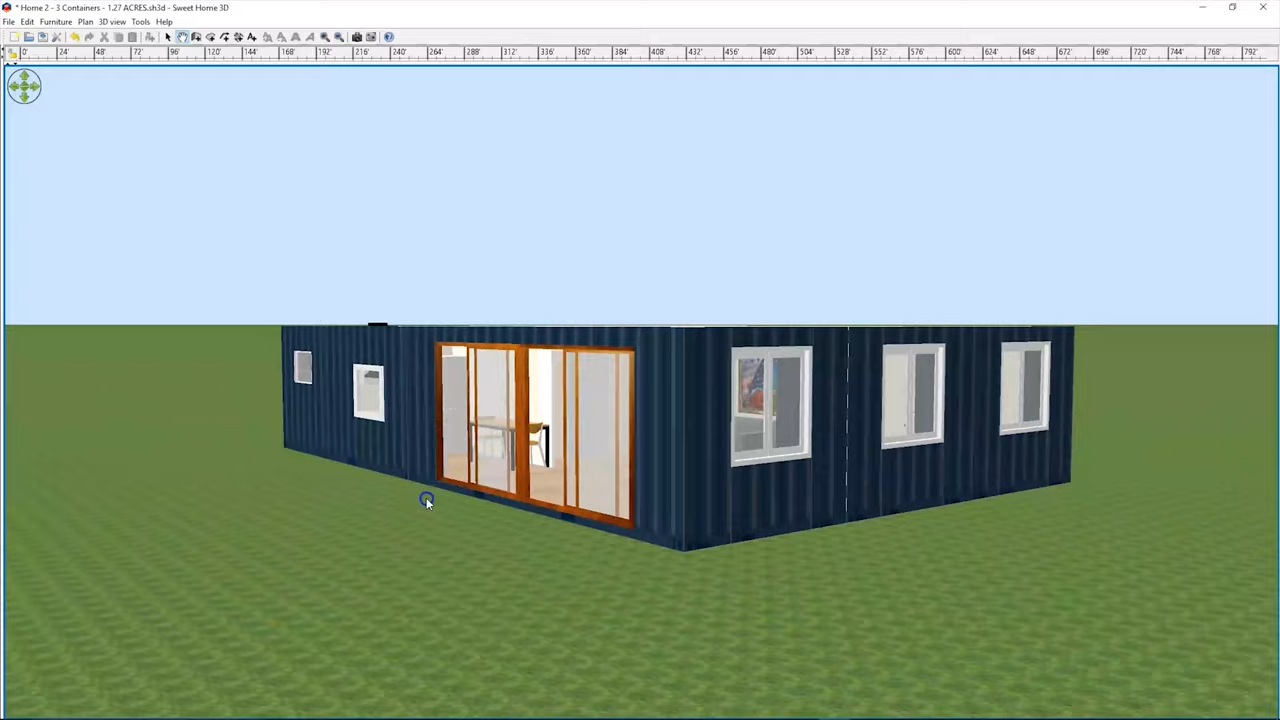 * Home 2 - 3 Containers - 1.27 ACRES.sh3d - Sweet Home 3D
File Edit Furniture Plan 3D view Tools Help
0' 24' 48' 72' 96' 120' 144' 168' 192' 216' 240' 264' 288' 312' 336' 360' 384' 408' 432' 456' 480' 504' 528' 552' 576' 600' 624' 648' 672' 696' 720' 744' 768' 792'